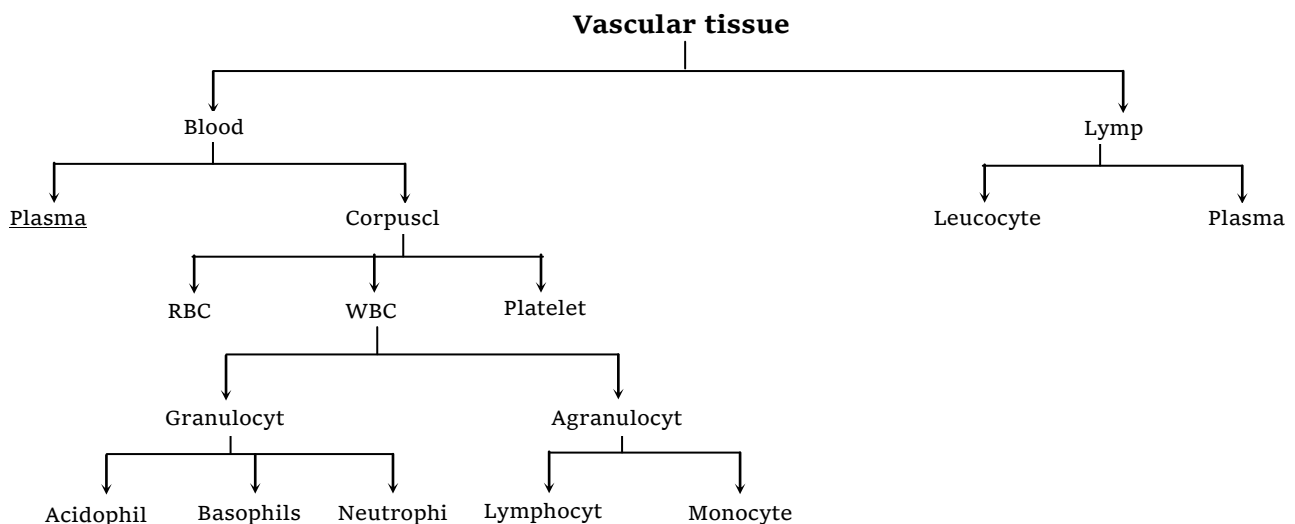 Vascular tissue
Blood Lymp
Plasma Corpuscl Leucocyte Plasma
RBC WBC Platelet
Granulocyt Agranulocyt
Acidophil Basophils Neutrophi Lymphocyt Monocyte